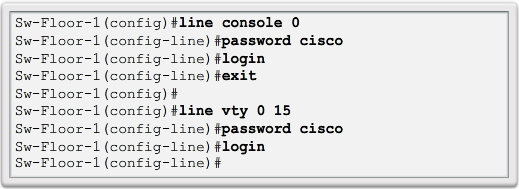 Sw-Floor-1(config)#line console 0
Sw-Floor-1(config-line)#password cisco
Sw-Floor-1(config-line)#login
Sw-Floor-1(config-line)#exit
Sw-Floor-1(config)#
Sw-Floor-1(config)#line vty 0 15
Sw-Floor-1(config-line)#password cisco
Sw-Floor-1(config-line)#login
Sw-Floor-1(config-line)#